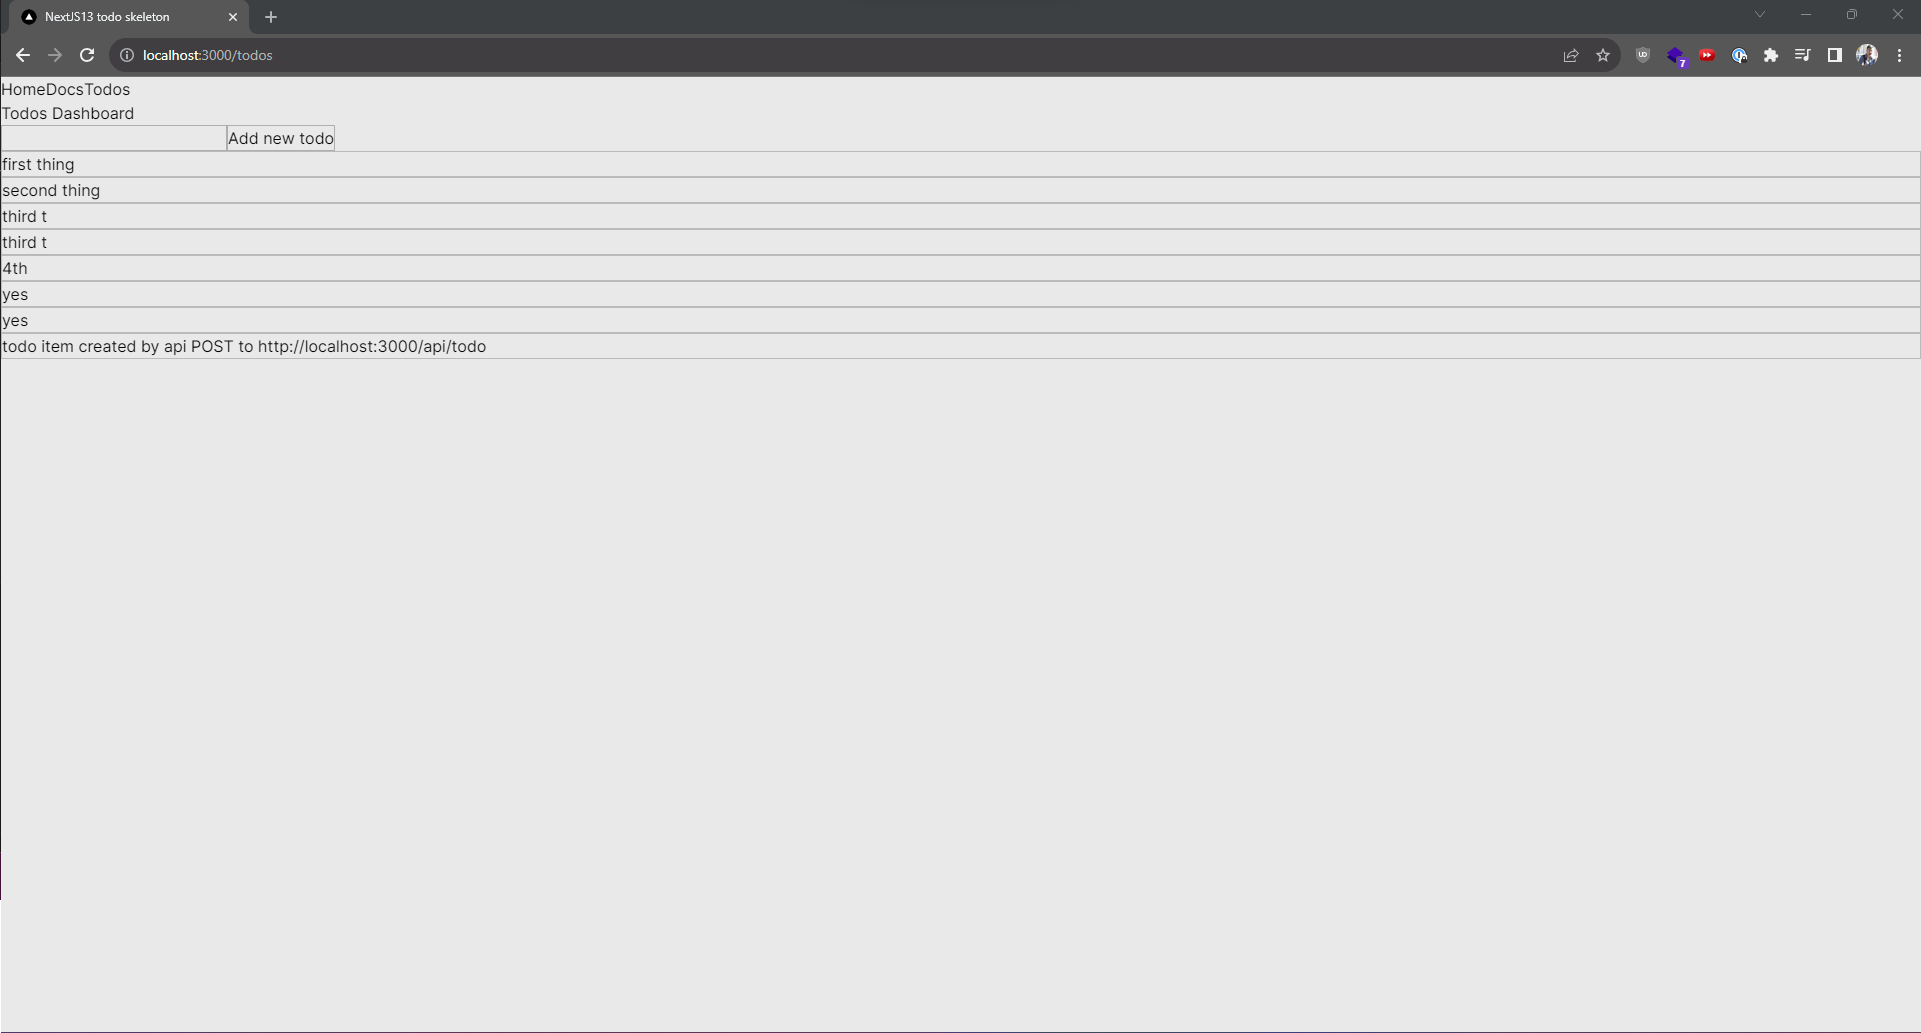 NextJS13 todo skeleton
localhost:3000/todos
7
HomeDocsTodos
Todos Dashboard
Add new todo
first thing
second thing
third t
third t
4th
yes
yes
todo item created by api POST to http://localhost:3000/api/todo